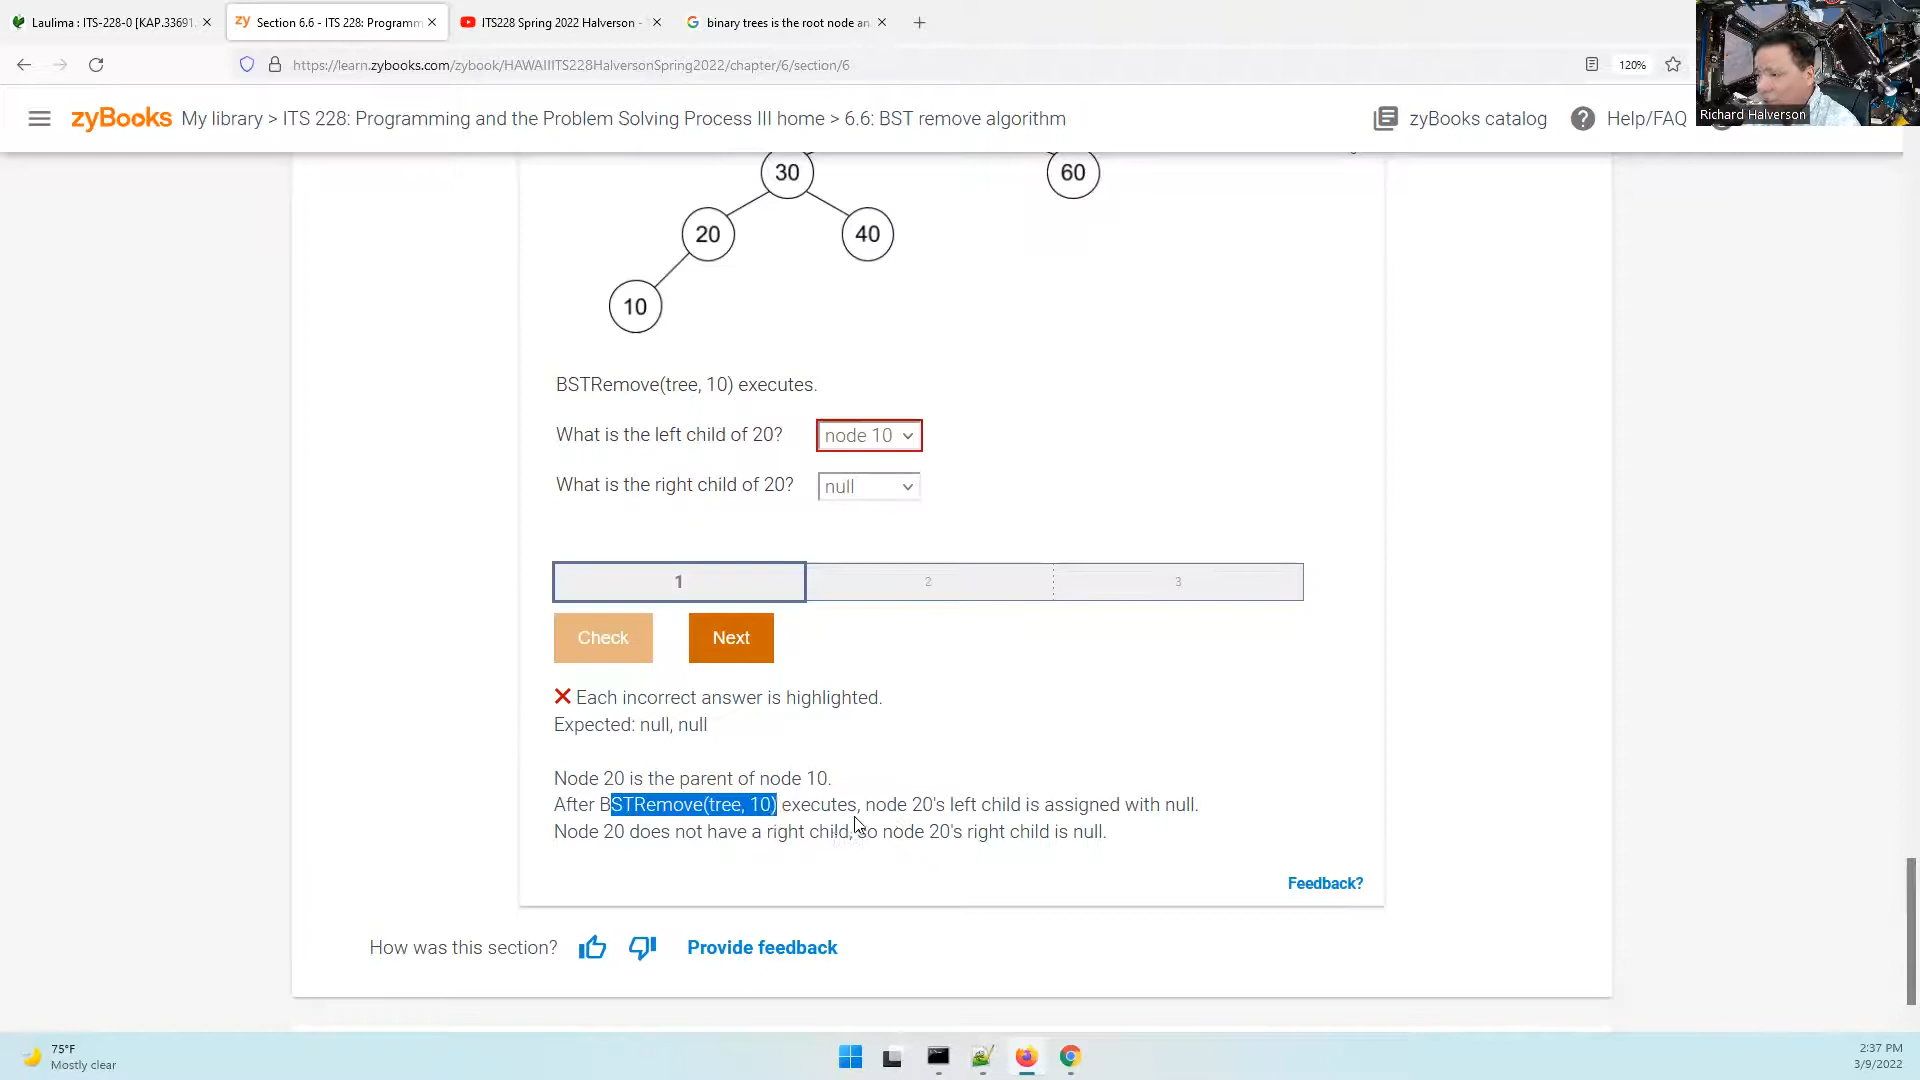 Laulima : ITS-228-0 [KAP.33691.
zy Section 6.6 - ITS 228: Programm
ITS228 Spring 2022 Halverson -
binary trees is the root node an
https://learn.zybooks.com/zybook/HAWAIIITS228HalversonSpring2022/chapter/6/section/6
120%
Richard Halverson
zyBooks My library > ITS 228: Programming and the Problem Solving Process III home > 6.6: BST remove algorithm
zyBooks catalog
? Help/FAQ
30
60
20
40
10
BSTRemove(tree, 10) executes.
What is the left child of 20? node 10
What is the right child of 20? null
1
2
3
Check
Next
Each incorrect answer is highlighted.
Expected: null, null
Node 20 is the parent of node 10.
After BSTRemove(tree, 10) executes, node 20's left child is assigned with null.
Node 20 does not have a right child, so node 20's right child is null.
Feedback?
How was this section?
Provide feedback
75°F
Mostly clear
2:37 PM
3/9/2022